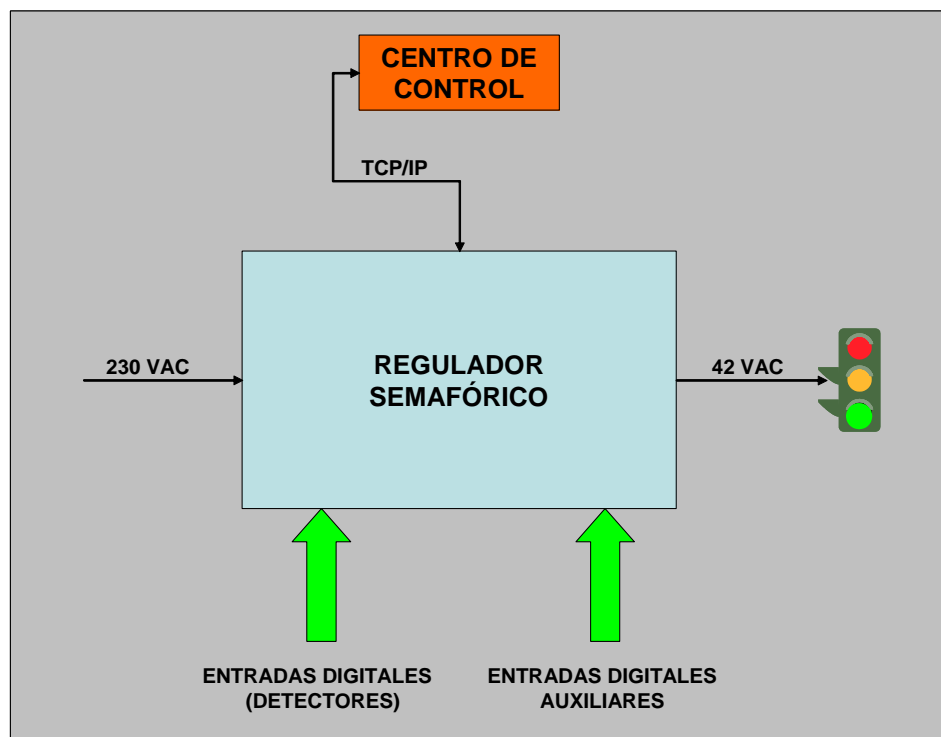 CENTRO DE
CONTROL
TCP/IP
230 VAC
REGULADOR
SEMAFÓRICO
42 VAC
ENTRADAS DIGITALES
(DETECTORES)
ENTRADAS DIGITALES
AUXILIARES